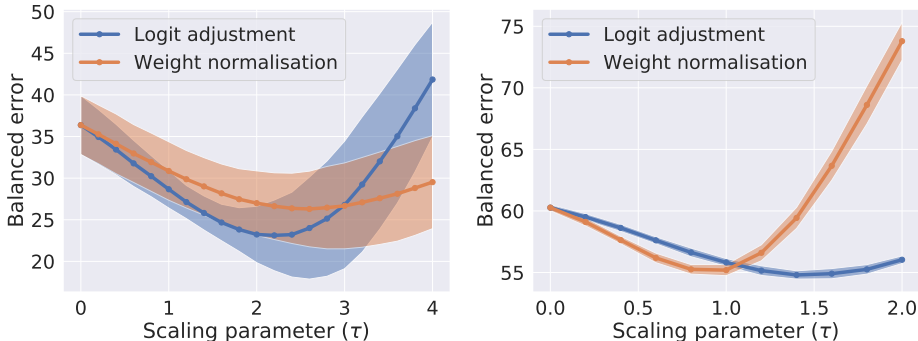 50
45
40
35
30
25
20
Balanced error
Logit adjustment
Weight normalisation
0 1 2 3 4
Scaling parameter (τ)
75
70
65
60
55
Balanced error
Logit adjustment
Weight normalisation
0.0 0.5 1.0 1.5 2.0
Scaling parameter (τ)